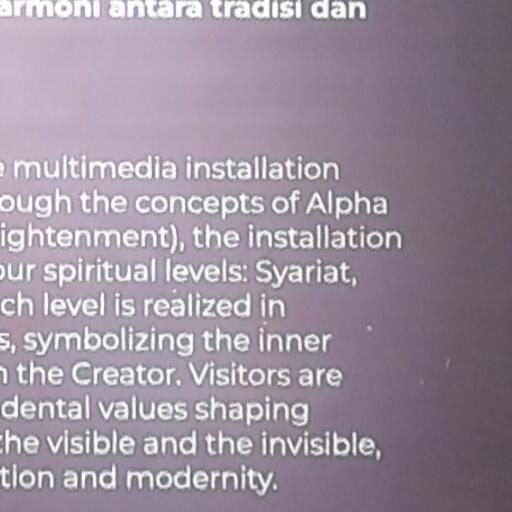 armoni antara tradisi dan
multimedia installation
ough the concepts of Alpha
ightenment), the installation
our spiritual levels: Syariat,
ch level is realized in
s, symbolizing the inner
the Creator. Visitors are
dental values shaping
the visible and the invisible,
tion and modernity.